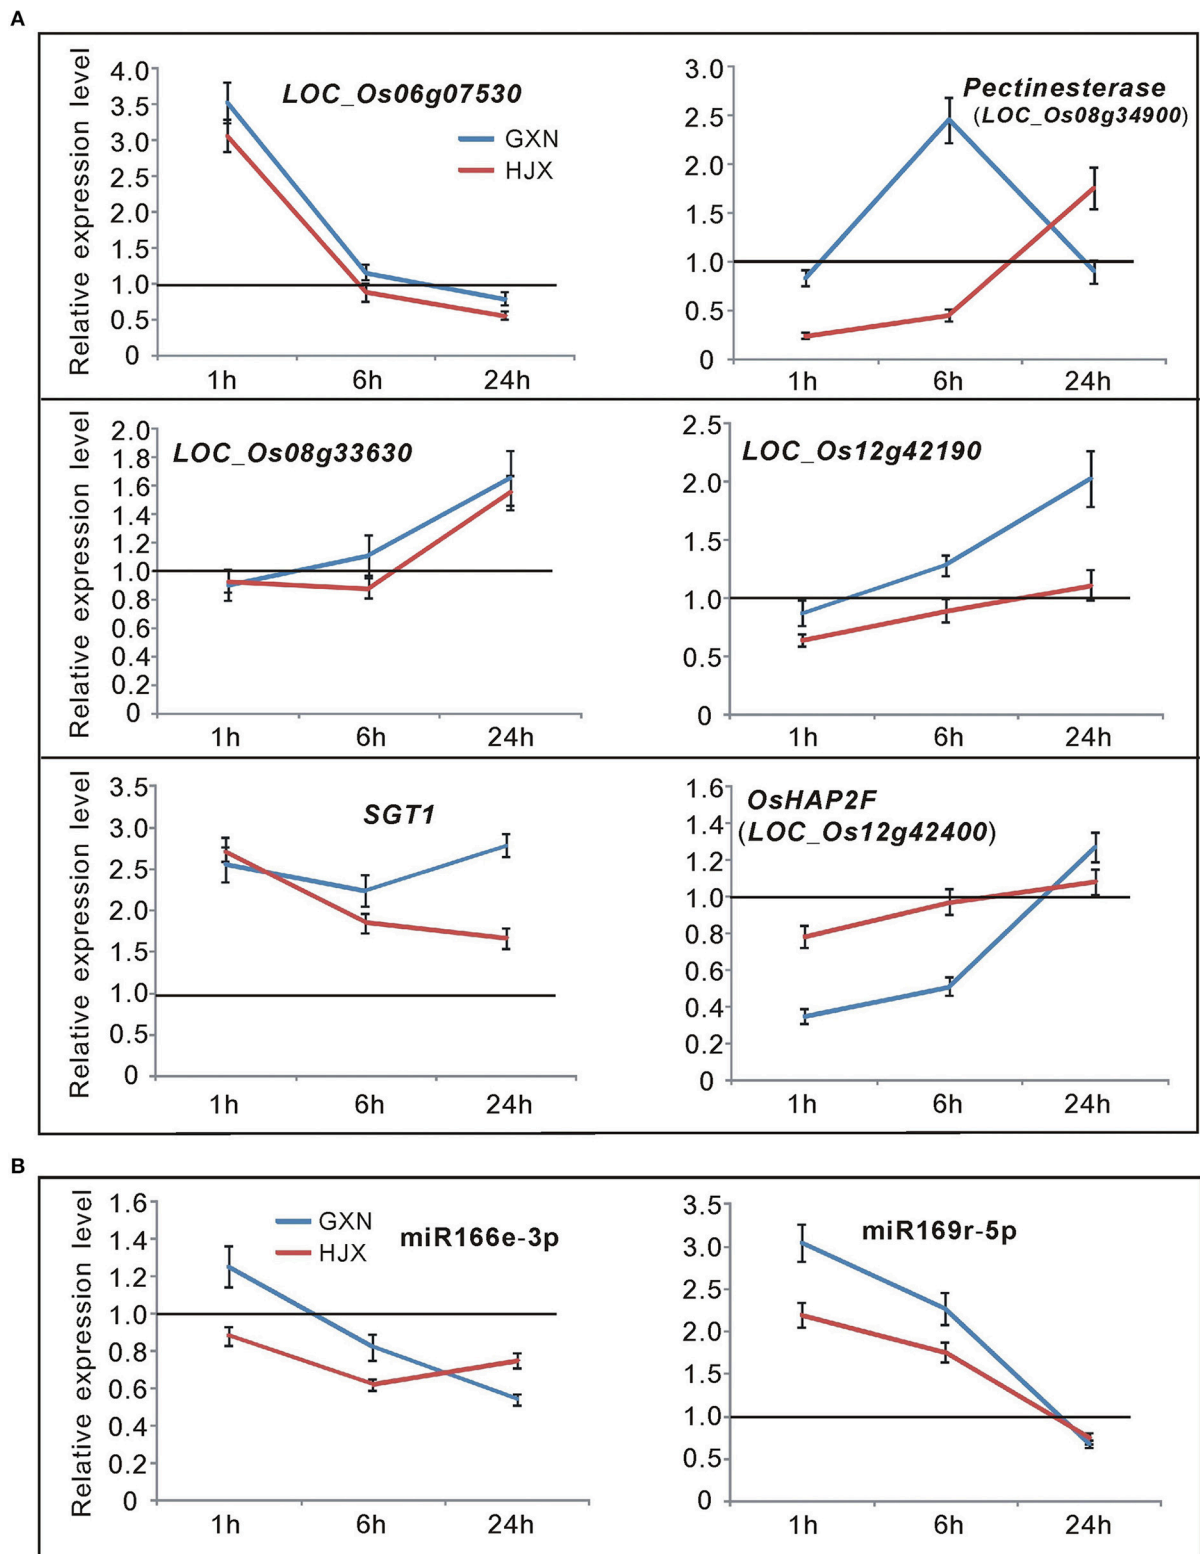 A
Relative expression level
4.0
3.5
3.0
2.5
2.0
1.5
1.0
0.5
0
LOC_Os06g07530
GXN
HJX
1h 6h 24h
3.0
2.5
2.0
1.5
1.0
0.5
0
Pectinesterase
(LOC_Os08g34900)
1h 6h 24h
Relative expression level
2.0
1.8
1.6
1.4
1.2
1.0
0.8
0.6
0.4
0.2
0
LOC_Os08g33630
1h 6h 24h
2.5
2.0
1.5
1.0
0.5
0
LOC_Os12g42190
1h 6h 24h
Relative expression level
3.5
3.0
2.5
2.0
1.5
1.0
0.5
0
SGT1
1h 6h 24h
1.6
1.4
1.2
1.0
0.8
0.6
0.4
0.2
0
OsHAP2F
(LOC_Os12g42400)
1h 6h 24h
B
Relative expression level
1.6
1.4
1.2
1.0
0.8
0.6
0.4
0.2
0
GXN
HJX
miR166e-3p
1h 6h 24h
3.5
3.0
2.5
2.0
1.5
1.0
0.5
0
miR169r-5p
1h 6h 24h